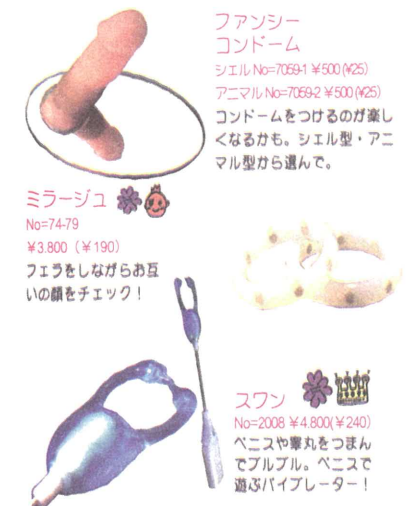 ファンシー
コンドーム
シェル No=7059-1 ¥500 (¥25)
アニマル No=7059-2 ¥500 (¥25)
コンドームをつけるのが楽し
くなるかも。シェル型・アニ
マル型から選んで。
ミラージュ
No=74-79
¥3.800 (¥190)
フェラをしながらお互
いの顔をチェック！
スワン
No=2008 ¥4.800(¥240)
ペニスや睾丸をつまん
でブルブル。ペニスで
遊ぶバイブレーター！